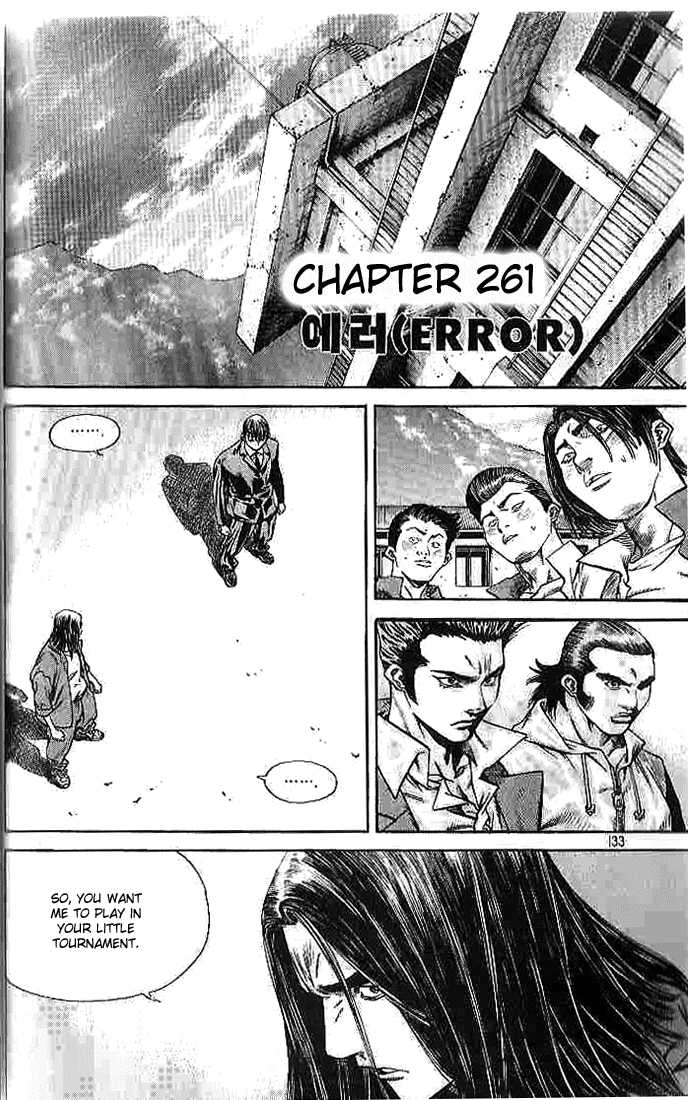 CHAPTER 261
에러(ERROR)
.......
.......
133
SO, YOU WANT
ME TO PLAY IN
YOUR LITTLE
TOURNAMENT.